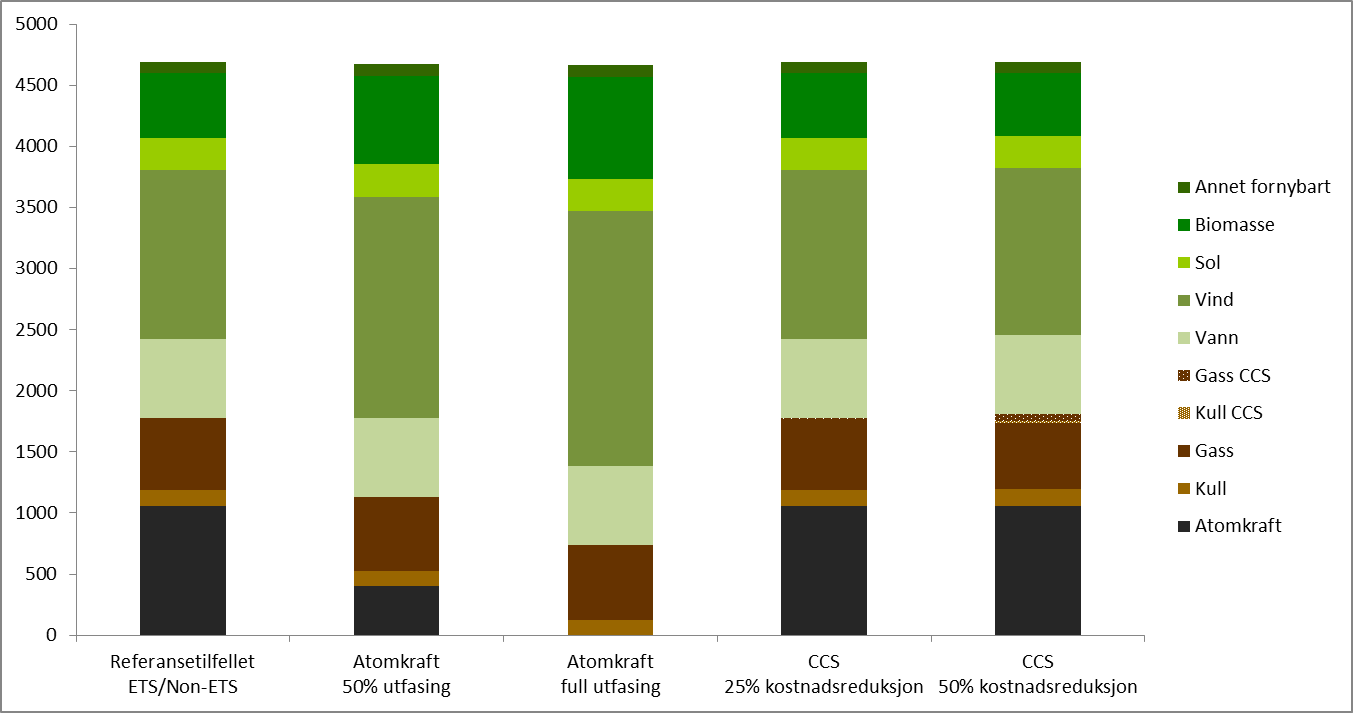 5000
4500
4000
3500
3000
2500
2000
1500
1000
500
0
Referansetilfellet
ETS/Non-ETS
Atomkraft
50% utfasing
Atomkraft
full utfasing
CCS
25% kostnadsreduksjon
CCS
50% kostnadsreduksjon
Annet fornybart
Biomasse
Sol
Vind
Vann
Gass CCS
Kull CCS
Gass
Kull
Atomkraft